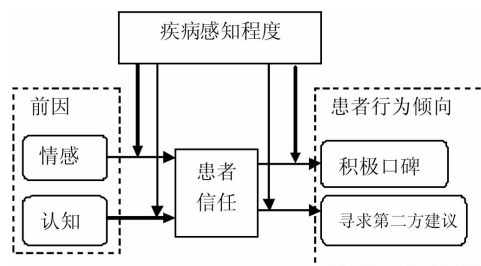 疾病感知程度
前因
患者行为倾向
情感
患者
信任
积极口碑
认知
寻求第二方建议